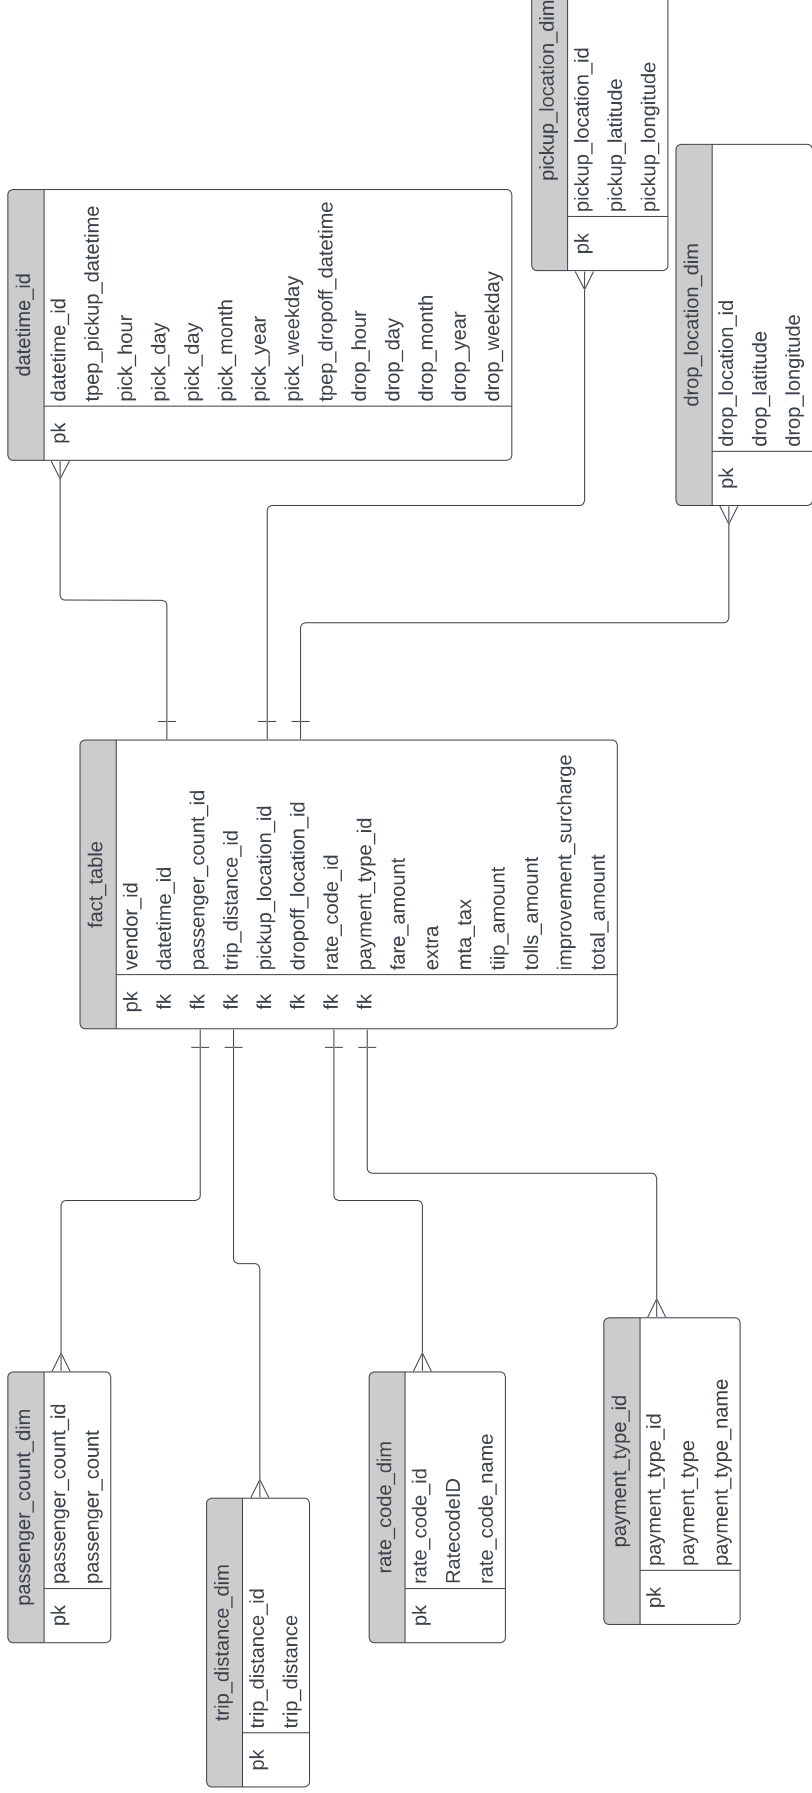 passenger_count_dim
pk passenger_count_id
passenger_count
trip_distance_dim
pk trip_distance_id
trip_distance
rate_code_dim
pk rate_code_id
RatecodeID
rate_code_name
payment_type_id
pk payment_type_id
payment_type
payment_type_name
fact_table
pk vendor_id
fk datetime_id
fk passenger_count_id
fk trip_distance_id
fk pickup_location_id
fk dropoff_location_id
fk rate_code_id
fk payment_type_id
fare_amount
extra
mta_tax
tiip_amount
tolls_amount
improvement_surcharge
total_amount
datetime_id
pk datetime_id
tpep_pickup_datetime
pick_hour
pick_day
pick_day
pick_month
pick_year
pick_weekday
tpep_dropoff_datetime
drop_hour
drop_day
drop_month
drop_year
drop_weekday
pickup_location_dim
pk pickup_location_id
pickup_latitude
pickup_longitude
drop_location_dim
pk drop_location_id
drop_latitude
drop_longitude